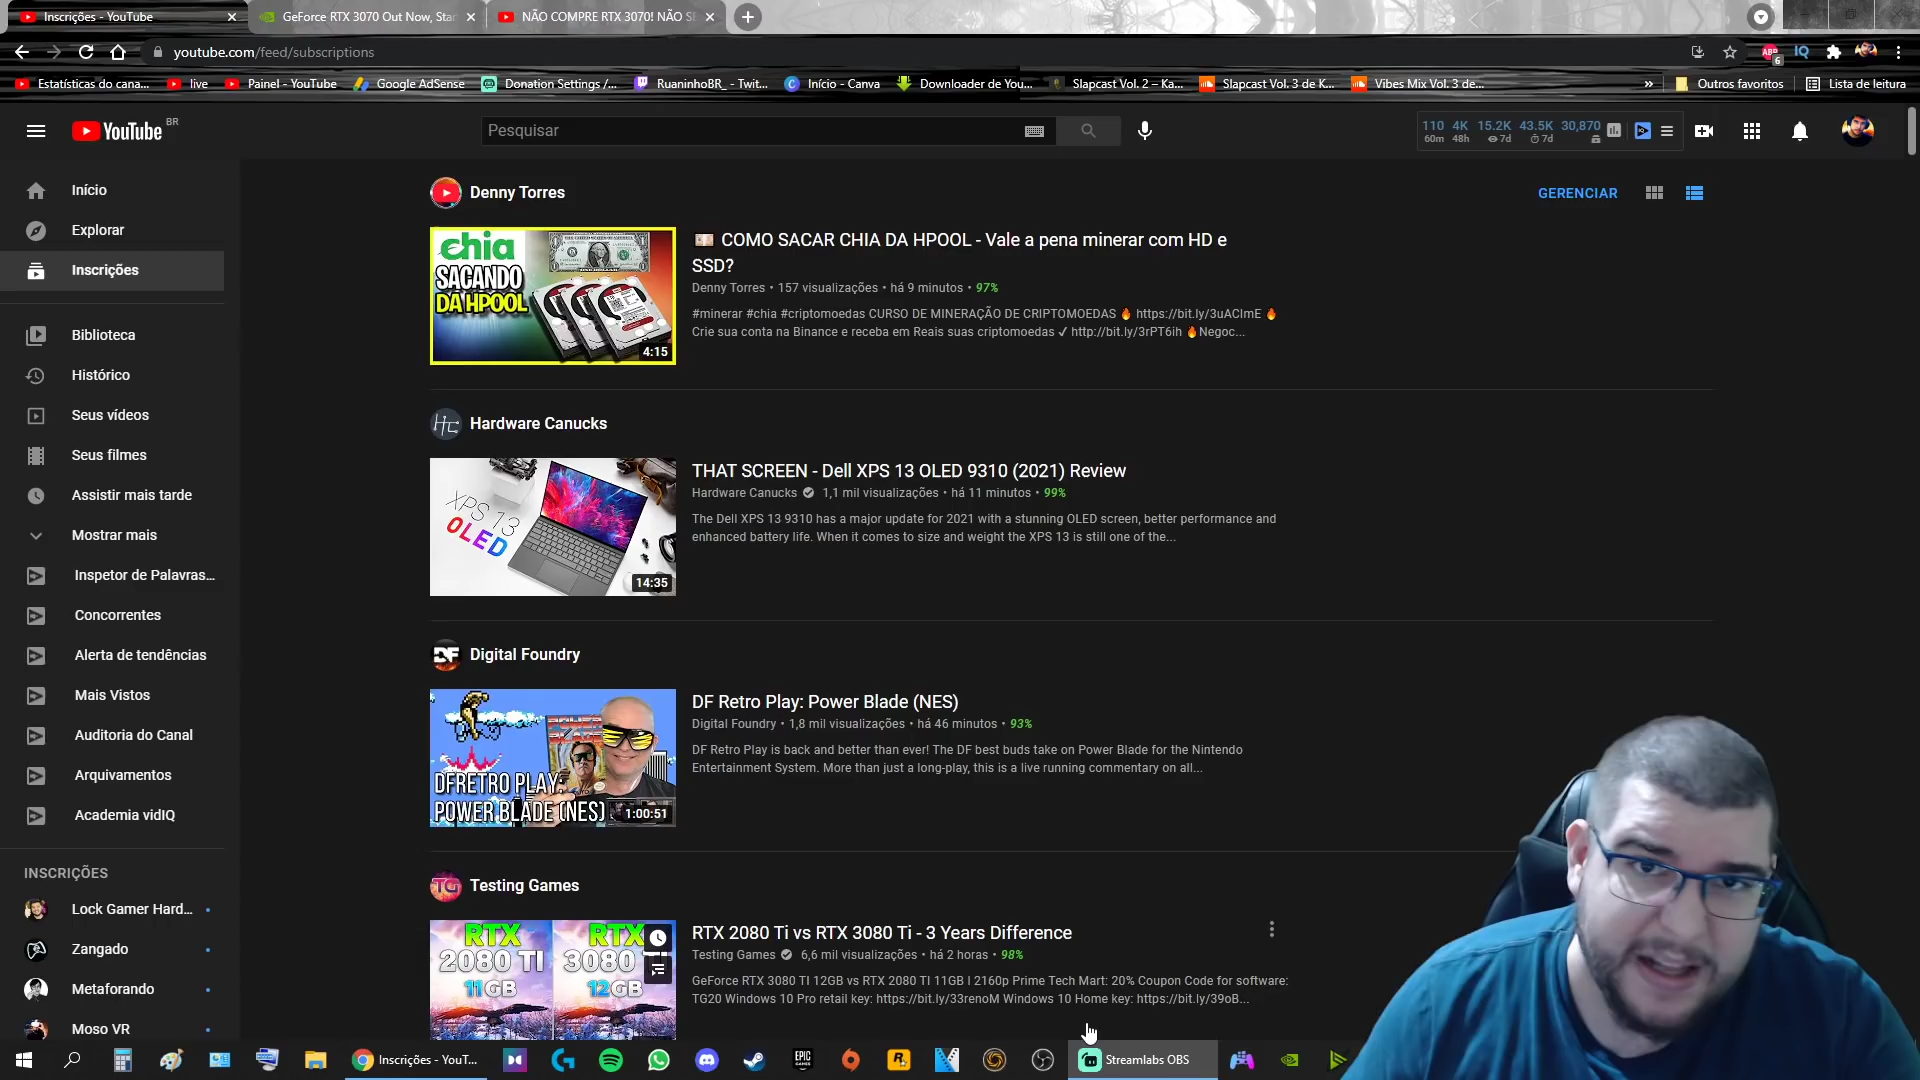 Inscrições - YouTube
GeForce RTX 3070 Out Now, Star
NÃO COMPRE RTX 3070! NÃO SE
youtube.com/feed/subscriptions
6
Estatísticas do cana...
live
Painel - YouTube
Google AdSense
Donation Settings /...
RuaninhoBR_ - Twit...
Início - Canva
Downloader de You...
Slapcast Vol. 2 – Ka...
Slapcast Vol. 3 de K...
Vibes Mix Vol. 3 de...
»
Outros favoritos
Lista de leitura
YouTube BR
Pesquisar
110 4K 15.2K 43.5K 30,870
60m 48h 7d 7d
Início
Explorar
Inscrições
Biblioteca
Histórico
Seus vídeos
Seus filmes
Assistir mais tarde
Mostrar mais
Inspetor de Palavras...
Concorrentes
Alerta de tendências
Mais Vistos
Auditoria do Canal
Arquivamentos
Academia vidIQ
INSCRIÇÕES
Lock Gamer Hard...
Zangado
Metaforando
Moso VR
Denny Torres
GERENCIAR
chia
SACANDO
DA HPOOL
4:15
COMO SACAR CHIA DA HPOOL - Vale a pena minerar com HD e
SSD?
Denny Torres • 157 visualizações • há 9 minutos • 97%
#minerar #chia #criptomoedas CURSO DE MINERAÇÃO DE CRIPTOMOEDAS 🔥 https://bit.ly/3uAClmE 🔥
Crie sua conta na Binance e receba em Reais suas criptomoedas ✓ http://bit.ly/3rPT6ih 🔥Negoc...
Hardware Canucks
XPS 13
OLED
14:35
THAT SCREEN - Dell XPS 13 OLED 9310 (2021) Review
Hardware Canucks 1,1 mil visualizações • há 11 minutos • 99%
The Dell XPS 13 9310 has a major update for 2021 with a stunning OLED screen, better performance and
enhanced battery life. When it comes to size and weight the XPS 13 is still one of the...
Digital Foundry
DF RETRO PLAY:
POWER BLADE (NES)
1:00:51
DF Retro Play: Power Blade (NES)
Digital Foundry • 1,8 mil visualizações • há 46 minutos • 93%
DF Retro Play is back and better than ever! The DF best buds take on Power Blade for the Nintendo
Entertainment System. More than just a long-play, this is a live running commentary on all...
Testing Games
RTX
2080 TI
11GB
RTX
3080 TI
12GB
RTX 2080 Ti vs RTX 3080 Ti - 3 Years Difference
Testing Games 6,6 mil visualizações • há 2 horas • 98%
GeForce RTX 3080 TI 12GB vs RTX 2080 TI 11GB I 2160p Prime Tech Mart: 20% Coupon Code for software:
TG20 Windows 10 Pro retail key: https://bit.ly/33renoM Windows 10 Home key: https://bit.ly/39oB...
Inscrições - YouT...
Streamlabs OBS